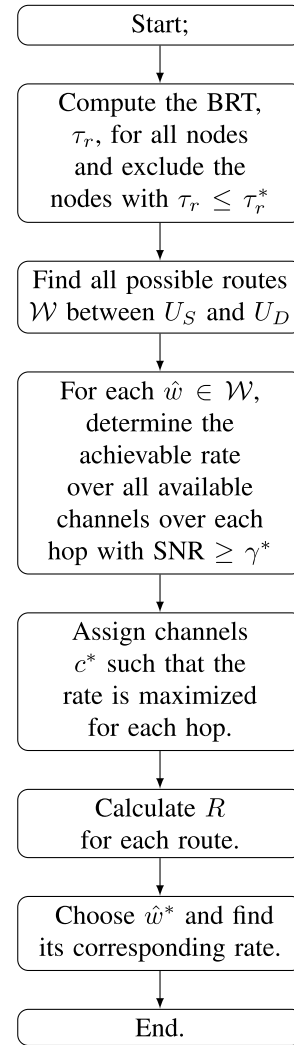 Start;
Compute the BRT,
τ_r, for all nodes
and exclude the
nodes with τ_r ≤ τ_r^*
Find all possible routes
𝒲 between U_S and U_D
For each ŵ ∈ 𝒲,
determine the
achievable rate
over all available
channels over each
hop with SNR ≥ γ^*
Assign channels
c^* such that the
rate is maximized
for each hop.
Calculate R
for each route.
Choose ŵ^* and find
its corresponding rate.
End.